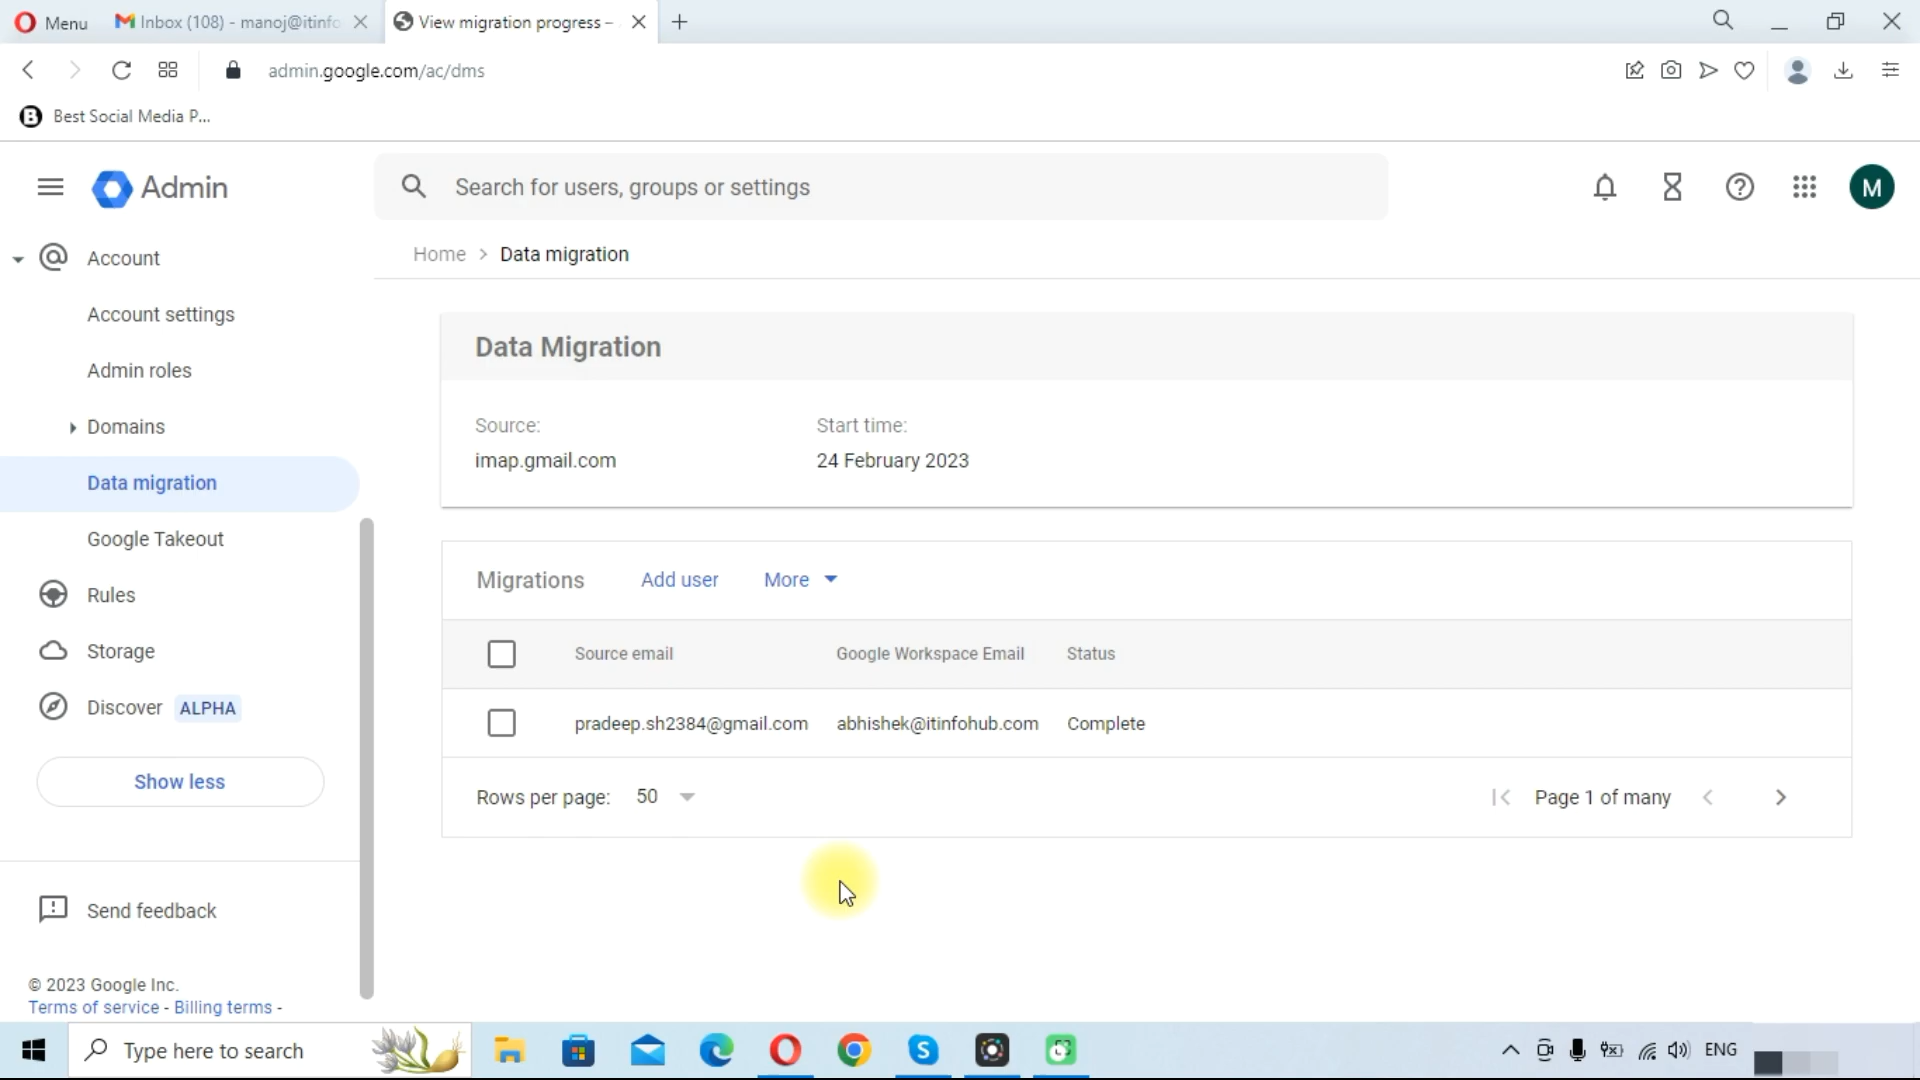 Menu
Inbox (108) - manoj@itinfo
View migration progress –
admin.google.com/ac/dms
Best Social Media P...
Admin
Search for users, groups or settings
M
Account
Home > Data migration
Account settings
Admin roles
Domains
Data migration
Google Takeout
Rules
Storage
Discover ALPHA
Show less
Send feedback
© 2023 Google Inc.
Terms of service - Billing terms -
Data Migration
Source:
Start time:
imap.gmail.com
24 February 2023
Migrations
Add user
More
Source email
Google Workspace Email
Status
pradeep.sh2384@gmail.com
abhishek@itinfohub.com
Complete
Rows per page: 50
Page 1 of many
Type here to search
ENG